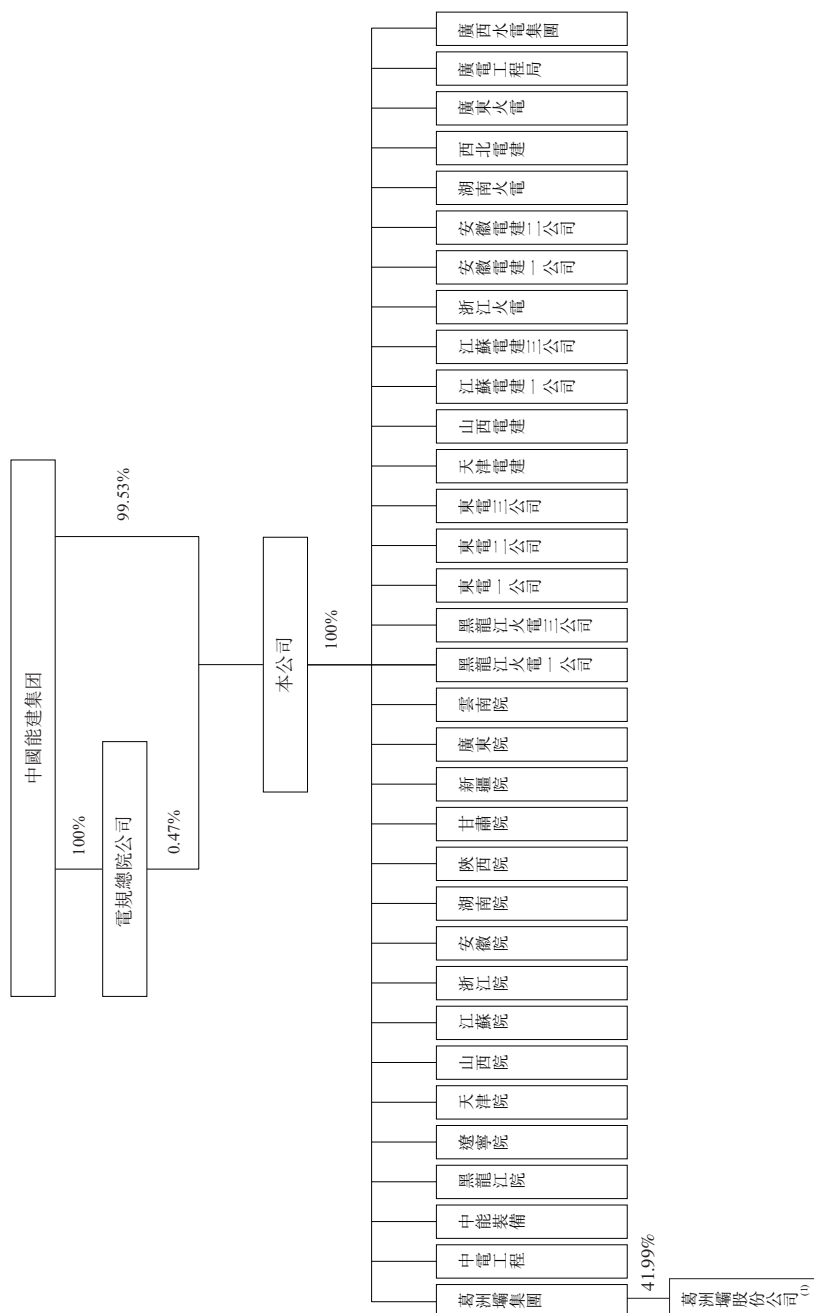 中國能建集团
100%
99.53%
電規總院公司
0.47%
本公司
100%
葛洲壩集團
中電工程
中能裝備
黑龍江院
遼寧院
天津院
山西院
江蘇院
浙江院
安徽院
湖南院
陝西院
甘肅院
新疆院
廣東院
雲南院
黑龍江火電一公司
黑龍江火電三公司
東電一公司
東電二公司
東電三公司
天津電建
山西電建
江蘇電建一公司
江蘇電建三公司
浙江火電
安徽電建一公司
安徽電建二公司
湖南火電
西北電建
廣東火電
廣電工程局
廣西水電集團
41.99%
葛洲壩股份公司(1)